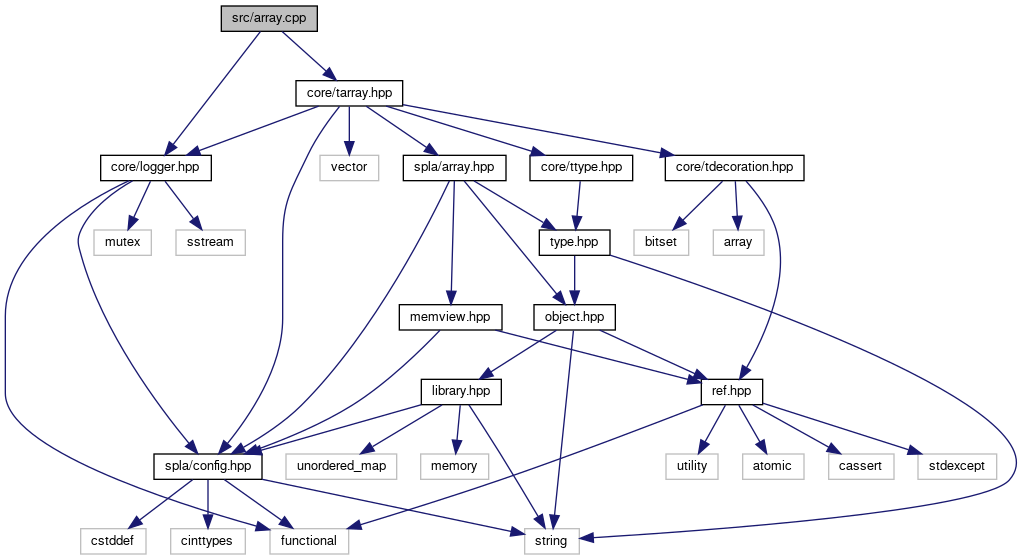 src/array.cpp
core/tarray.hpp
core/logger.hpp
vector
spla/array.hpp
core/ttype.hpp
core/tdecoration.hpp
mutex
sstream
type.hpp
bitset
array
memview.hpp
object.hpp
library.hpp
ref.hpp
spla/config.hpp
unordered_map
memory
utility
atomic
cassert
stdexcept
cstddef
cinttypes
functional
string